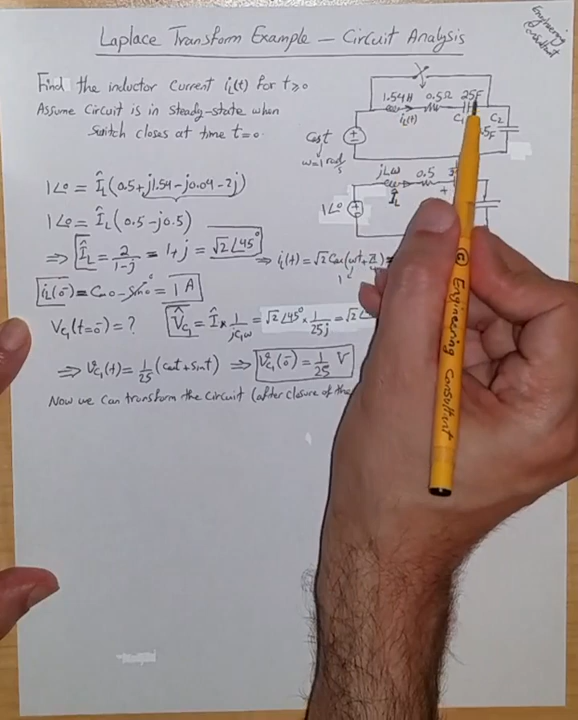 Engineering
Consultant
Laplace Transform Example – Circuit Analysis
Find the inductor current iL(t) for t≥0
Assume circuit is in steady-state when
Switch closes at time t=0.
1.54H 0.5Ω 25F
iL(t) C1 C2
5F
Cost
ω=1 rad/s
jLω 0.5
ÎL +
1∠0
1∠0 = ÎL(0.5+j1.54-j0.04-2j)
1∠0 = ÎL(0.5-j0.5)
⇒ ÎL = 2/(1-j) = 1+j = √2∠45°
⇒ iL(t) = √2 Cos(ωt+π/4) =
1
iL(0⁻) = Cos0 - Sin0 = 1 A
VC1(t=0⁻) = ? V̂C1 = Î × 1/(jC1ω) = √2∠45° × 1/(25j) = √2∠
⇒ VC1(t) = 1/25 (cost + sint) ⇒ VC1(0⁻) = 1/25 V
Now we can transform the circuit (after closure of the
Engineering Consultant